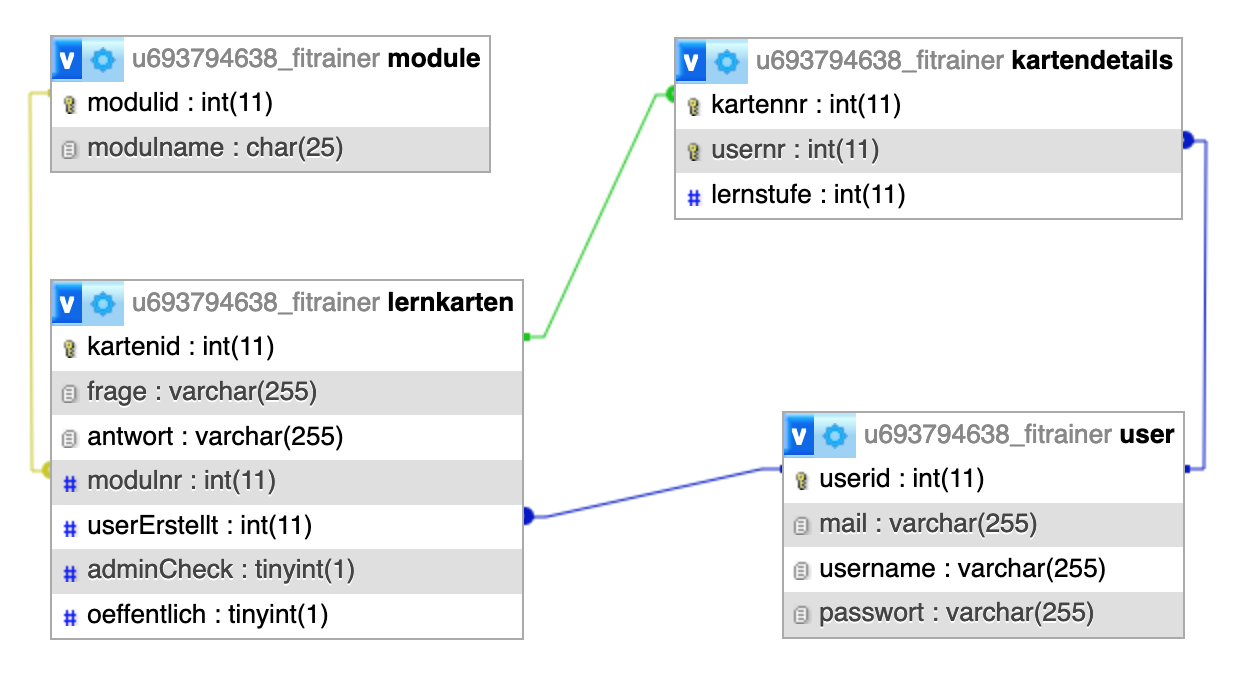 v u693794638_fitrainer module
modulid : int(11)
modulname : char(25)
v u693794638_fitrainer kartendetails
kartennr : int(11)
usernr : int(11)
# lernstufe : int(11)
v u693794638_fitrainer lernkarten
kartenid : int(11)
frage : varchar(255)
antwort : varchar(255)
# modulnr : int(11)
# userErstellt : int(11)
# adminCheck : tinyint(1)
# oeffentlich : tinyint(1)
v u693794638_fitrainer user
userid : int(11)
mail : varchar(255)
username : varchar(255)
passwort : varchar(255)